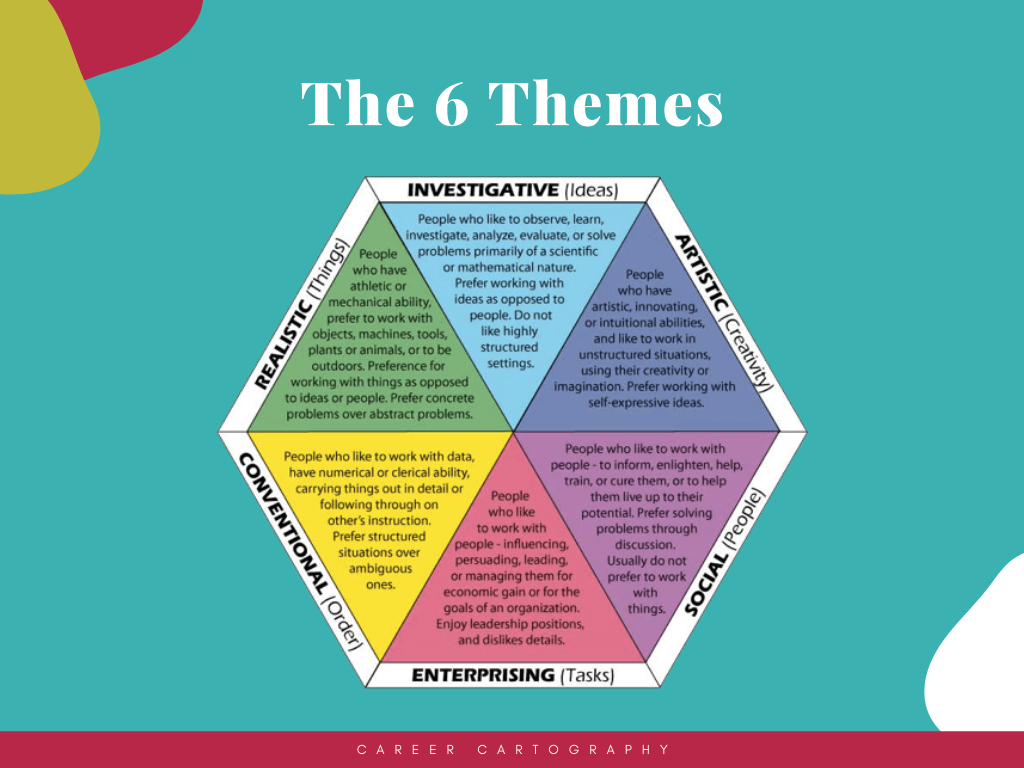 The 6 Themes
INVESTIGATIVE (Ideas)
People who like to observe, learn,
investigate, analyze, evaluate, or solve
problems primarily of a scientific
or mathematical nature.
Prefer working with
ideas as opposed to
people. Do not
like highly
structured
settings.
REALISTIC (Things)
People
who have
athletic or
mechanical ability,
prefer to work with
objects, machines, tools,
plants or animals, or to be
outdoors. Preference for
working with things as opposed
to ideas or people. Prefer concrete
problems over abstract problems.
ARTISTIC (Creativity)
People
who have
artistic, innovating,
or intuitional abilities,
and like to work in
unstructured situations,
using their creativity or
imagination. Prefer working with
self-expressive ideas.
CONVENTIONAL (Order)
People who like to work with data,
have numerical or clerical ability,
carrying things out in detail or
following through on
other's instruction.
Prefer structured
situations over
ambiguous
ones.
People
who like
to work with
people - influencing,
persuading, leading,
or managing them for
economic gain or for the
goals of an organization.
Enjoy leadership positions,
and dislikes details.
ENTERPRISING (Tasks)
People who like to work with
people - to inform, enlighten, help,
train, or cure them, or to help
them live up to their
potential. Prefer solving
problems through
discussion.
Usually do not
prefer to work
with
things.
SOCIAL (People)
CAREER CARTOGRAPHY